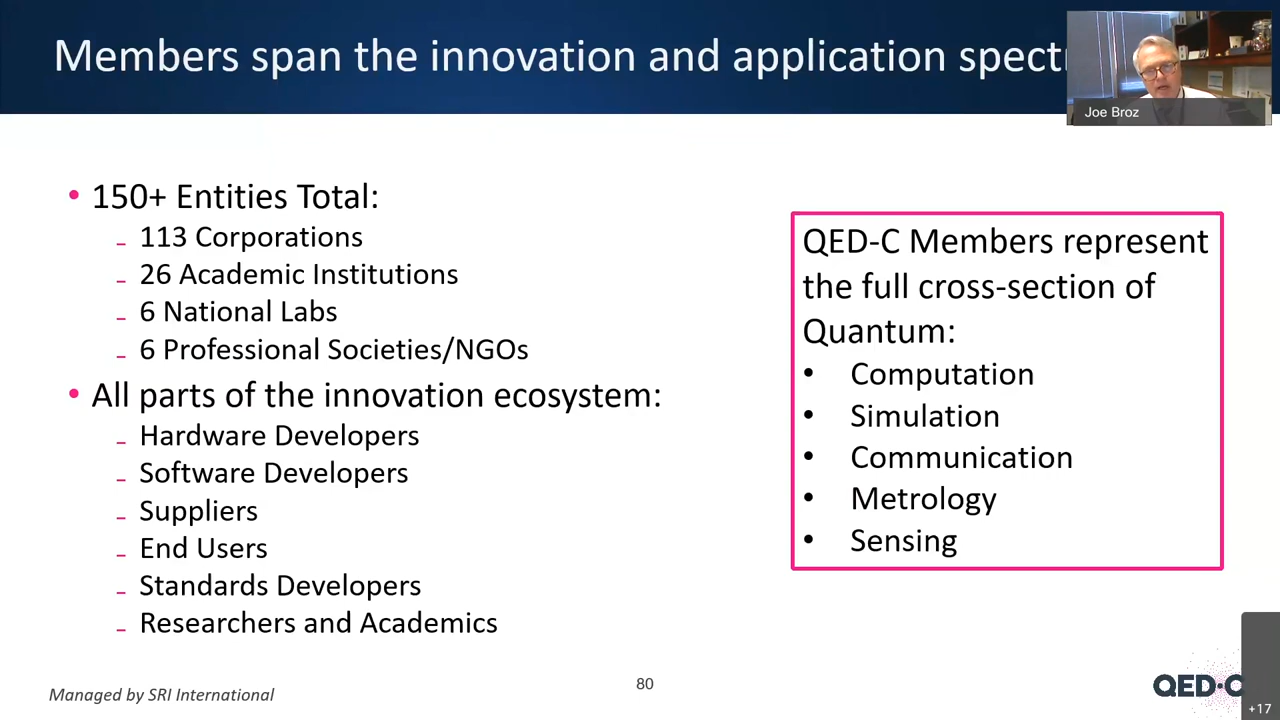 Members span the innovation and application spectr
Joe Broz
• 150+ Entities Total:
– 113 Corporations
– 26 Academic Institutions
– 6 National Labs
– 6 Professional Societies/NGOs
• All parts of the innovation ecosystem:
– Hardware Developers
– Software Developers
– Suppliers
– End Users
– Standards Developers
– Researchers and Academics
QED-C Members represent
the full cross-section of
Quantum:
• Computation
• Simulation
• Communication
• Metrology
• Sensing
Managed by SRI International
80
QED·C
+17